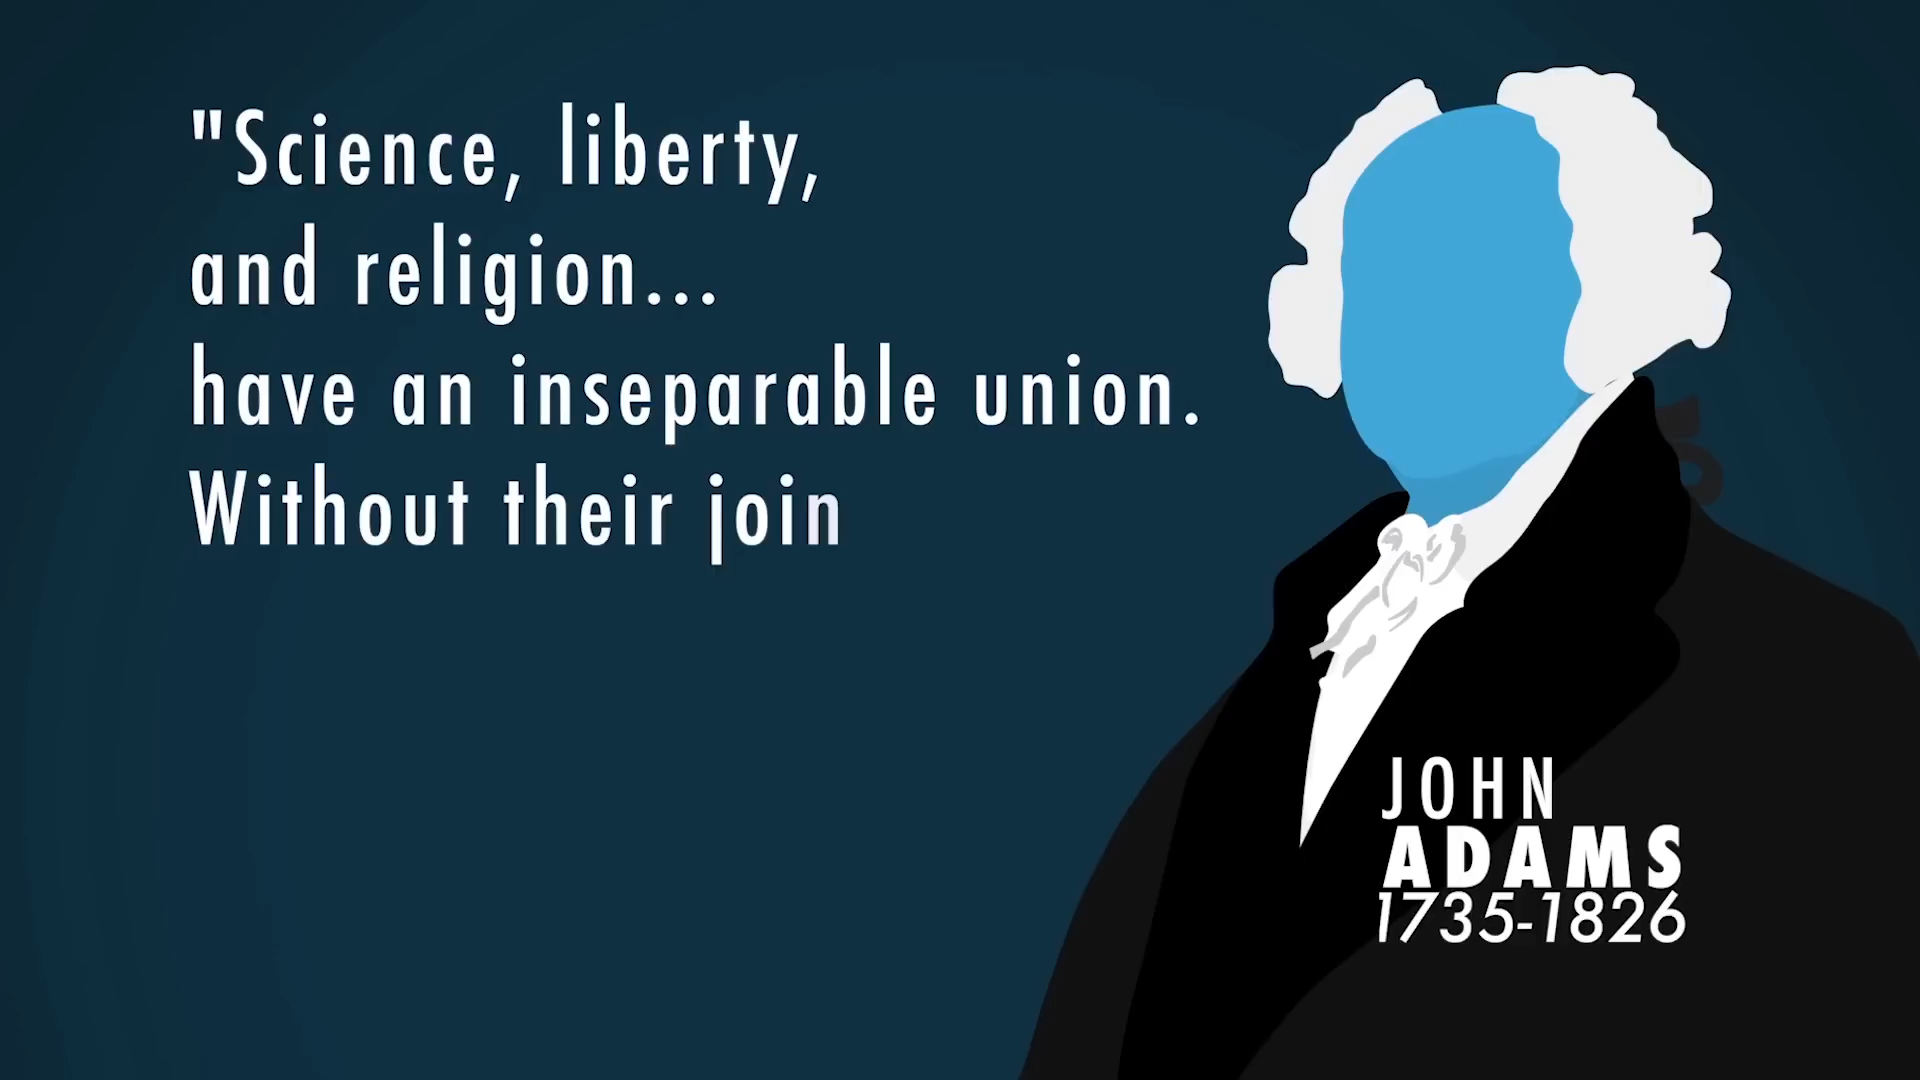 "Science, liberty,
and religion...
have an inseparable union.
Without their join
JOHN
ADAMS
1735-1826